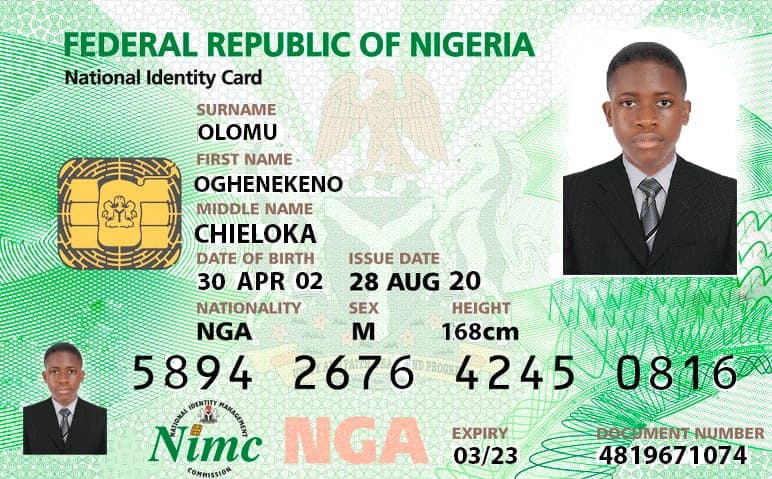 FEDERAL REPUBLIC OF NIGERIA
National Identity Card
SURNAME
OLOMU
FIRST NAME
OGHENEKENO
MIDDLE NAME
CHIELOKA
DATE OF BIRTH ISSUE DATE
30 APR 02 28 AUG 20
NATIONALITY SEX HEIGHT
NGA M 168cm
5894 2676 4245 0816
NATIONAL IDENTITY MANAGEMENT
Nimc
COMMISSION
NGA
EXPIRY DOCUMENT NUMBER
03/23 4819671074